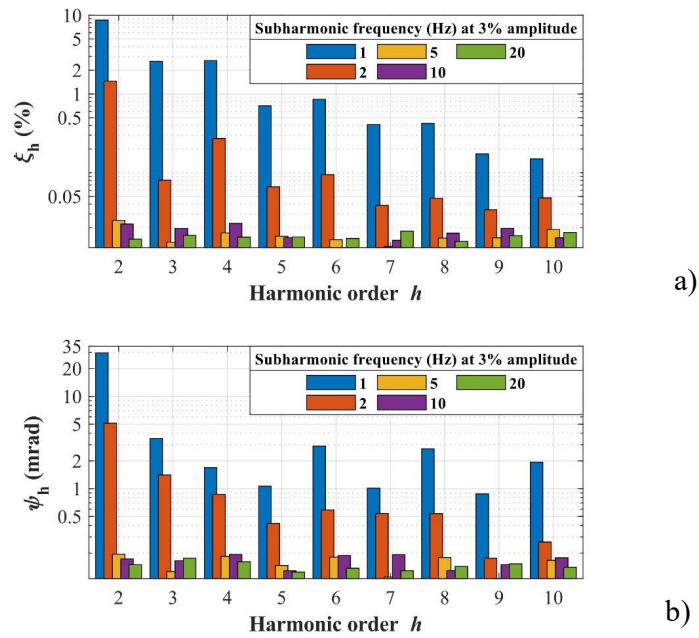 10
5
2
1
0.5
0.05
ξh (%)
Subharmonic frequency (Hz) at 3% amplitude
1 5 20
2 10
2 3 4 5 6 7 8 9 10
Harmonic order h
a)
35
20
10
5
2
1
0.5
ψh (mrad)
Subharmonic frequency (Hz) at 3% amplitude
1 5 20
2 10
2 3 4 5 6 7 8 9 10
Harmonic order h
b)